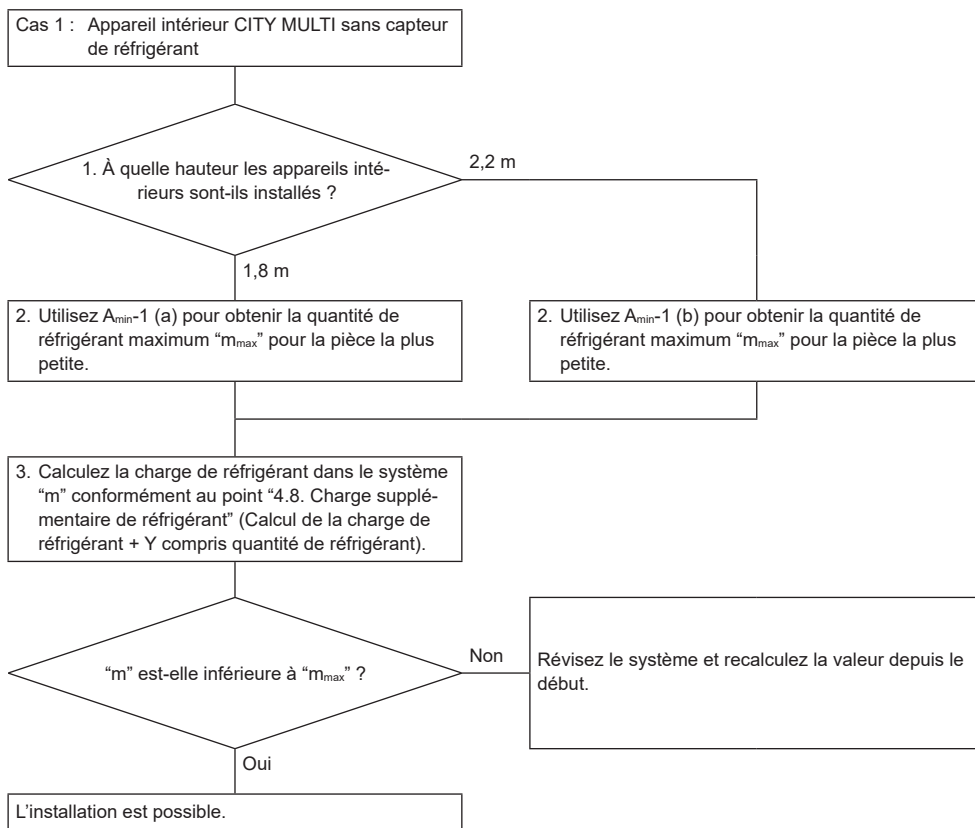 Cas 1 : Appareil intérieur CITY MULTI sans capteur
de réfrigérant
1. À quelle hauteur les appareils inté-
rieurs sont-ils installés ?
2,2 m
1,8 m
2. Utilisez Amin-1 (a) pour obtenir la quantité de
réfrigérant maximum “mmax” pour la pièce la plus
petite.
2. Utilisez Amin-1 (b) pour obtenir la quantité de
réfrigérant maximum “mmax” pour la pièce la plus
petite.
3. Calculez la charge de réfrigérant dans le système
“m” conformément au point “4.8. Charge supplé-
mentaire de réfrigérant” (Calcul de la charge de
réfrigérant + Y compris quantité de réfrigérant).
“m” est-elle inférieure à “mmax” ?
Non
Révisez le système et recalculez la valeur depuis le
début.
Oui
L’installation est possible.